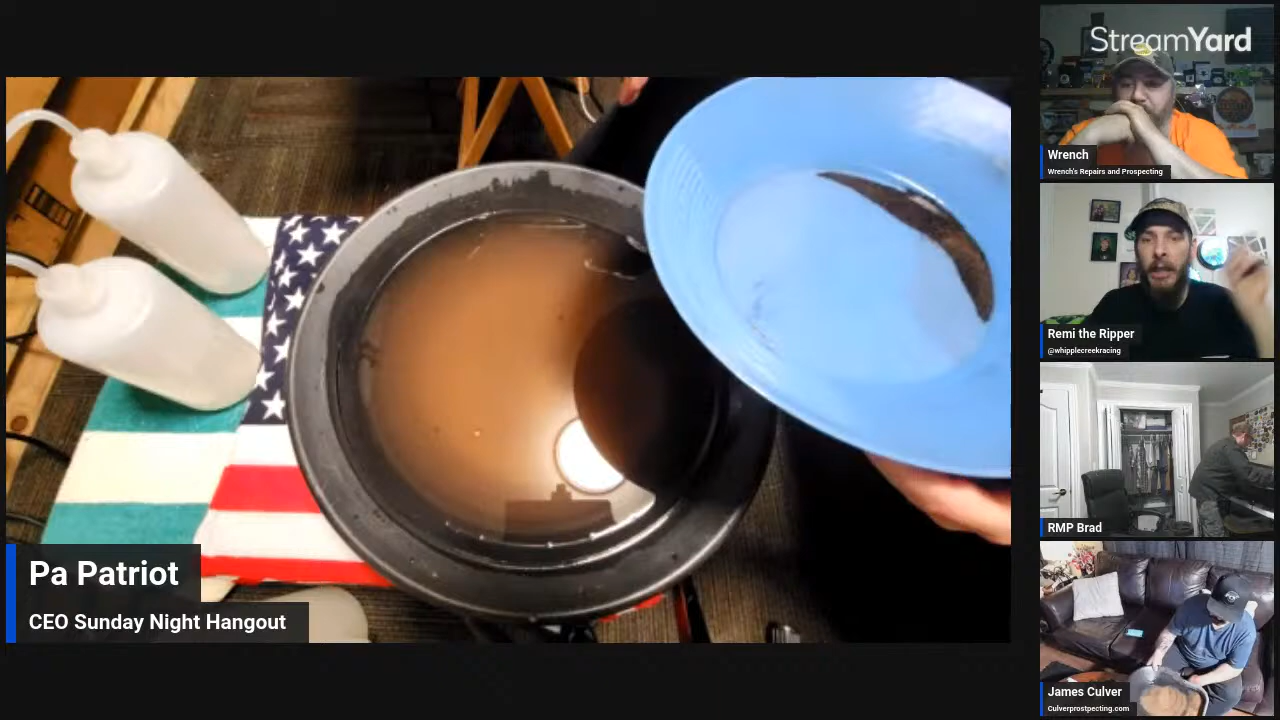 StreamYard
Wrench
Wrench's Repairs and Prospecting
Remi the Ripper
@whipplecreekracing
RMP Brad
Pa Patriot
CEO Sunday Night Hangout
James Culver
Culverprostpecting.com